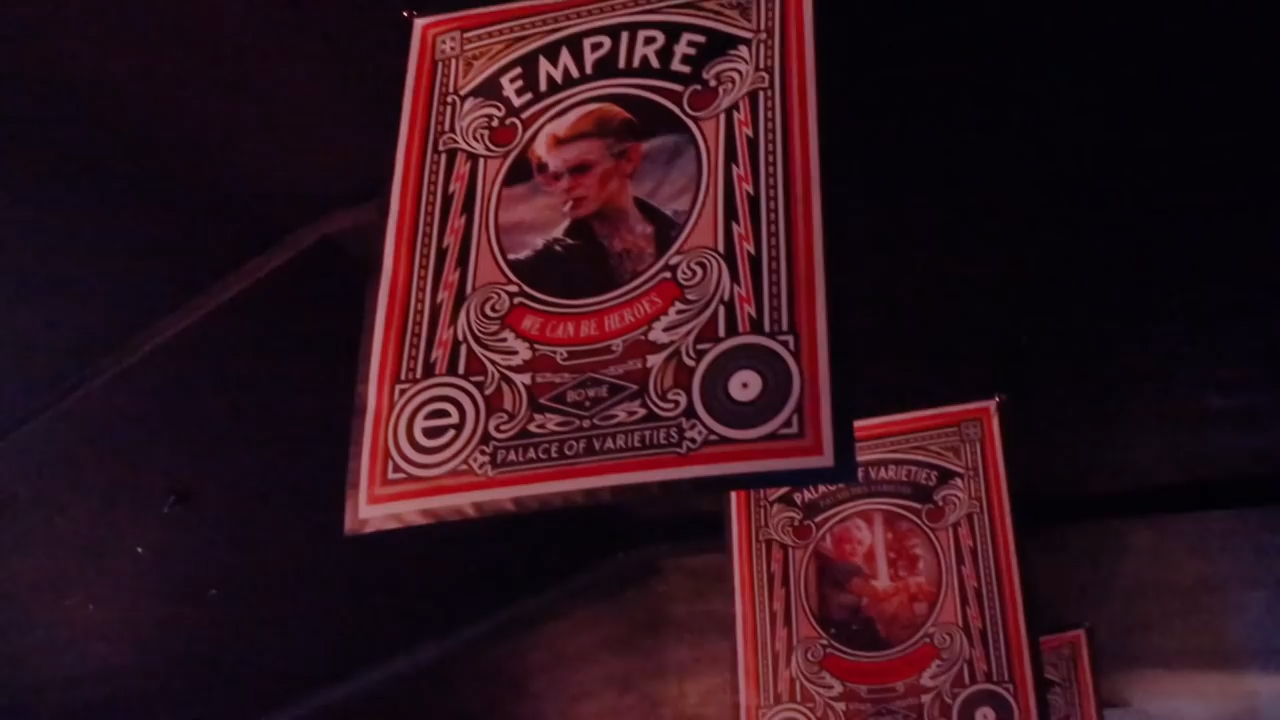 EMPIRE
WE CAN BE HEROES
BOWIE
e
PALACE OF VARIETIES
PALACE OF VARIETIES